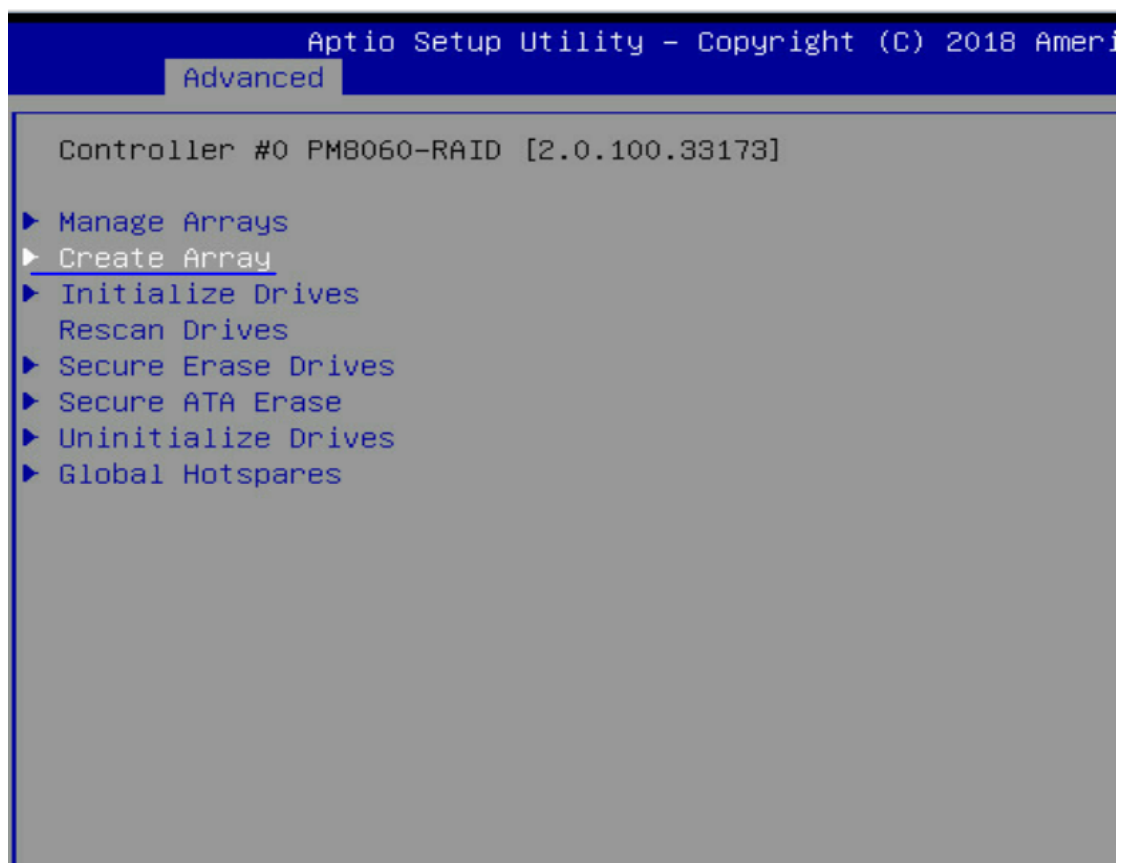 Aptio Setup Utility – Copyright (C) 2018 Ameri
Advanced
Controller #0 PM8060-RAID [2.0.100.33173]
Manage Arrays
Create Array
Initialize Drives
Rescan Drives
Secure Erase Drives
Secure ATA Erase
Uninitialize Drives
Global Hotspares